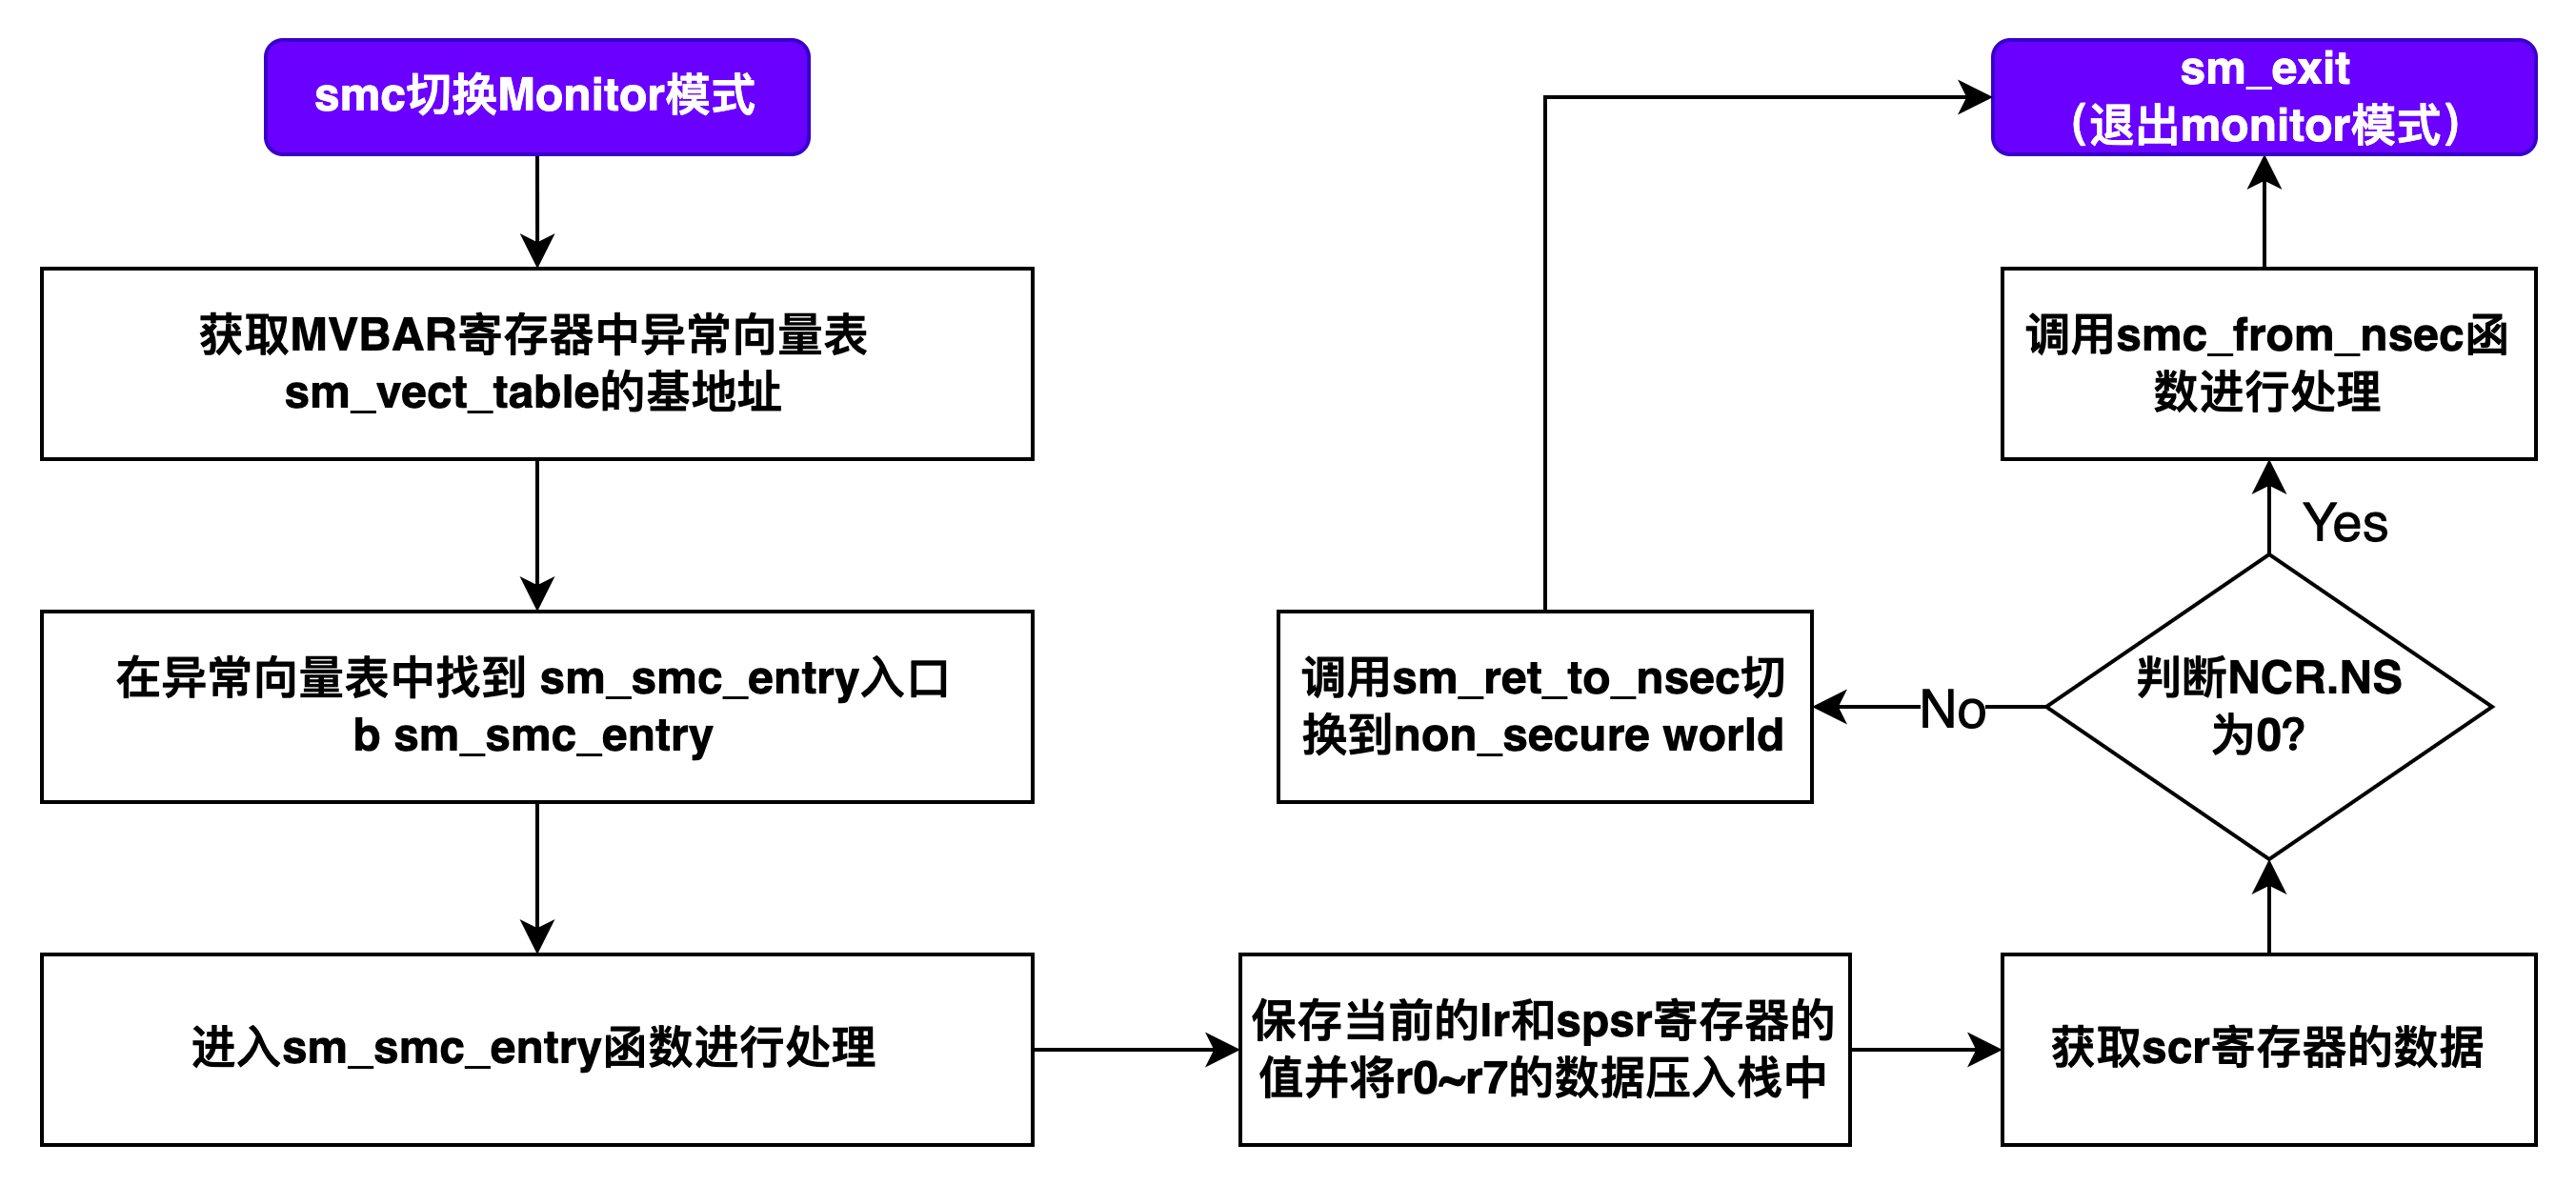 smc切换Monitor模式
获取MVBAR寄存器中异常向量表
sm_vect_table的基地址
在异常向量表中找到 sm_smc_entry入口
b sm_smc_entry
进入sm_smc_entry函数进行处理
保存当前的lr和spsr寄存器的
值并将r0~r7的数据压入栈中
获取scr寄存器的数据
判断NCR.NS
为0?
No
调用sm_ret_to_nsec切
换到non_secure world
Yes
调用smc_from_nsec函
数进行处理
sm_exit
（退出monitor模式）